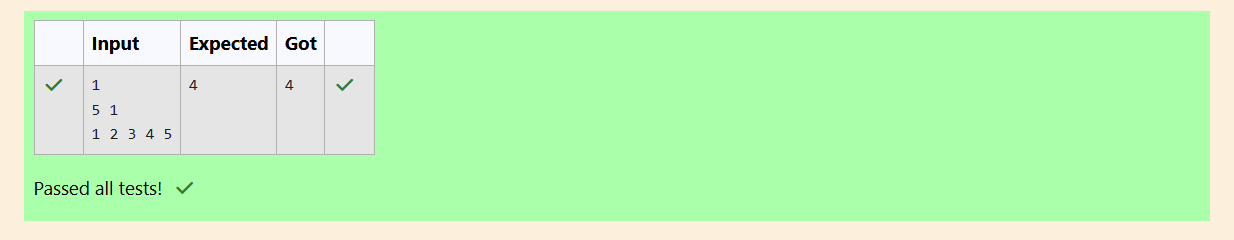 Input Expected Got
1 4 4
5 1
1 2 3 4 5
Passed all tests!